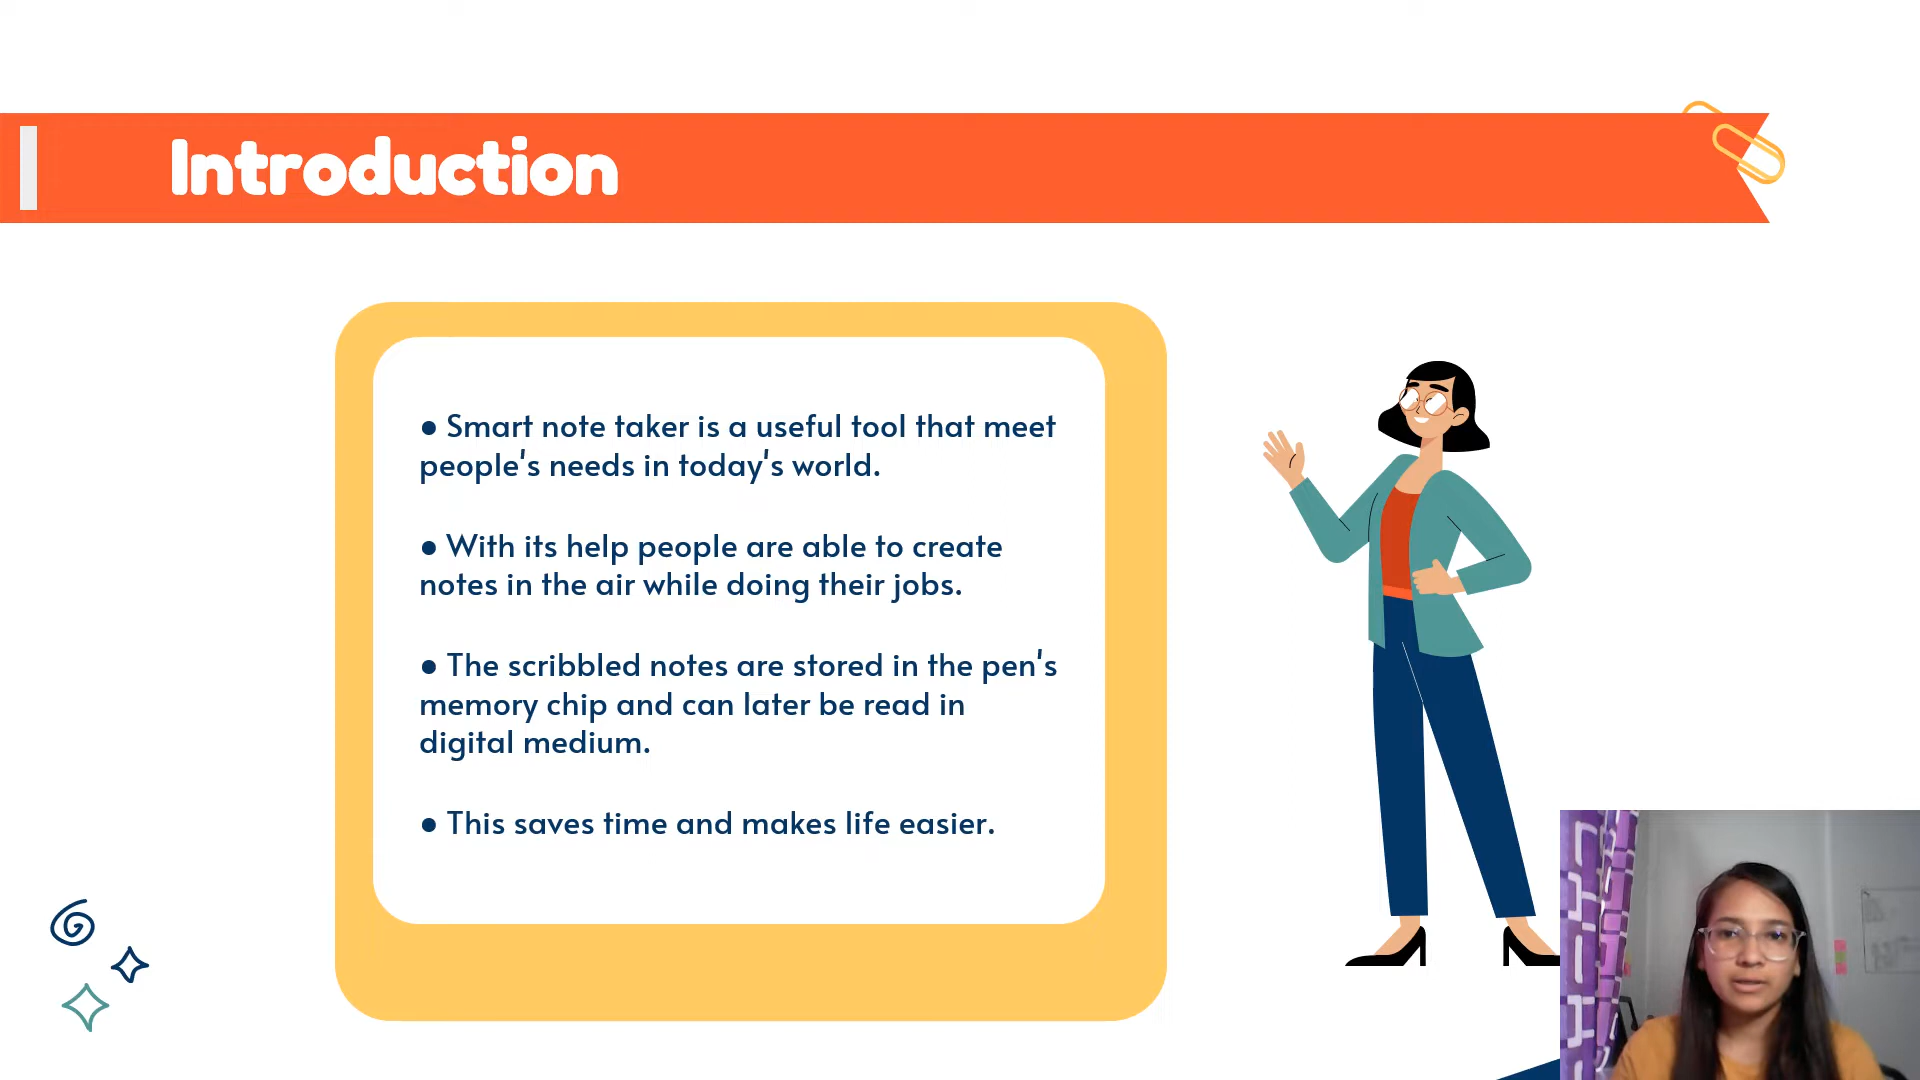 Introduction
● Smart note taker is a useful tool that meet
people's needs in today's world.
● With its help people are able to create
notes in the air while doing their jobs.
● The scribbled notes are stored in the pen's
memory chip and can later be read in
digital medium.
● This saves time and makes life easier.